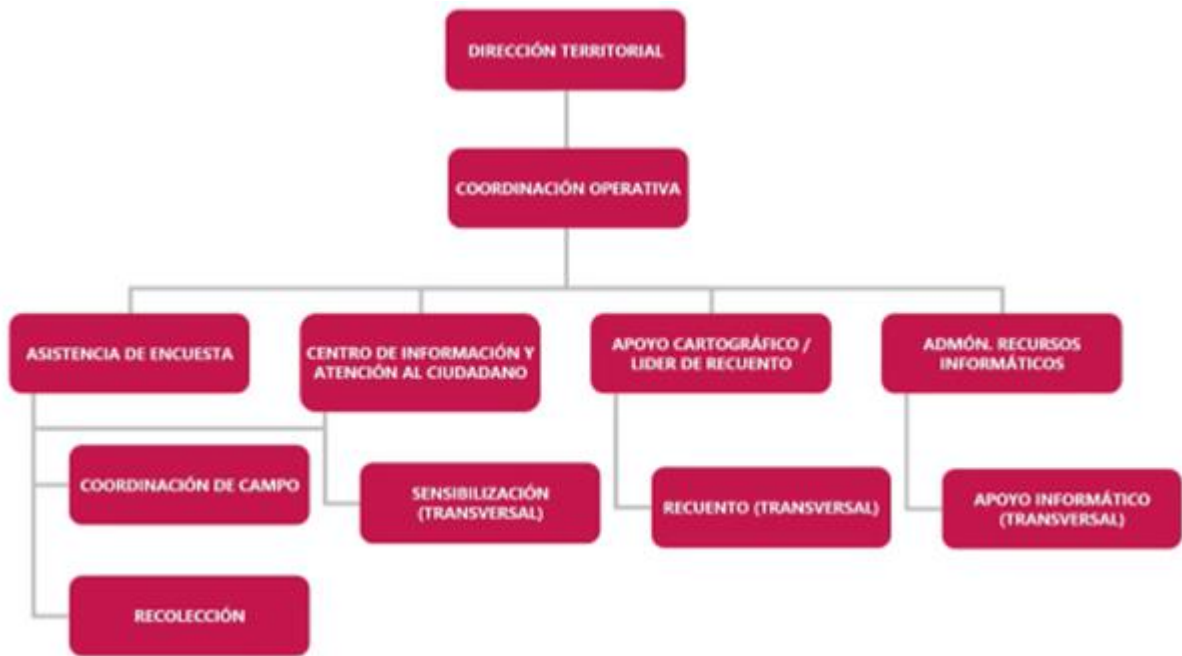 DIRECCIÓN TERRITORIAL
COORDINACIÓN OPERATIVA
ASISTENCIA DE ENCUESTA
CENTRO DE INFORMACIÓN Y
ATENCIÓN AL CIUDADANO
APOYO CARTOGRÁFICO /
LIDER DE RECUENTO
ADMÓN. RECURSOS
INFORMÁTICOS
COORDINACIÓN DE CAMPO
SENSIBILIZACIÓN
(TRANSVERSAL)
RECUENTO (TRANSVERSAL)
APOYO INFORMÁTICO
(TRANSVERSAL)
RECOLECCIÓN